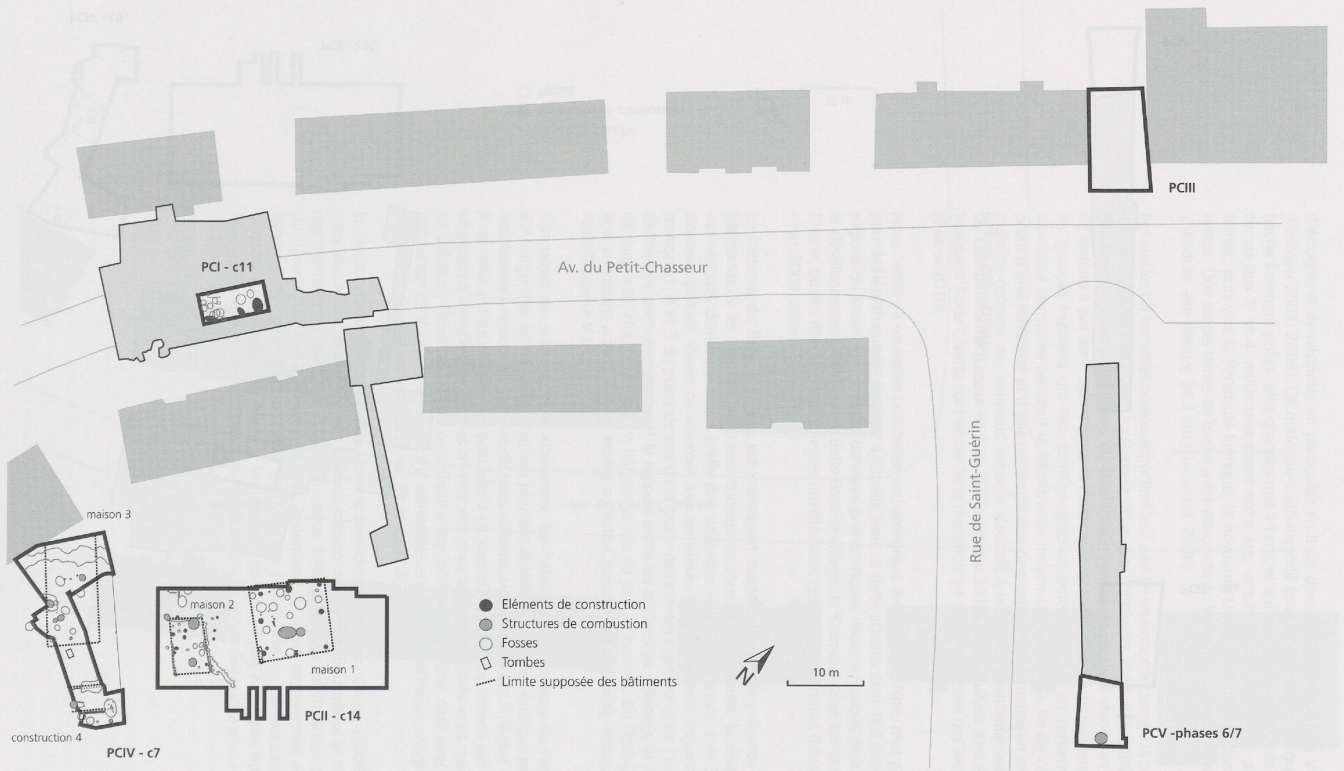 PCIII
PCI - c11
Av. du Petit-Chasseur
Rue de Saint-Guérin
maison 3
maison 2
maison 1
Eléments de construction
Structures de combustion
Fosses
Tombes
Limite supposée des bâtiments
N
10 m
PCII - c14
construction 4
PCIV - c7
PCV -phases 6/7